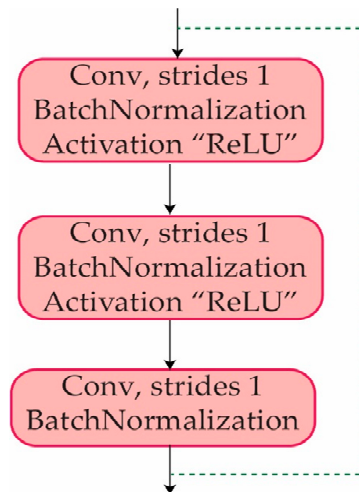 Conv, strides 1
BatchNormalization
Activation “ReLU”
Conv, strides 1
BatchNormalization
Activation “ReLU”
Conv, strides 1
BatchNormalization